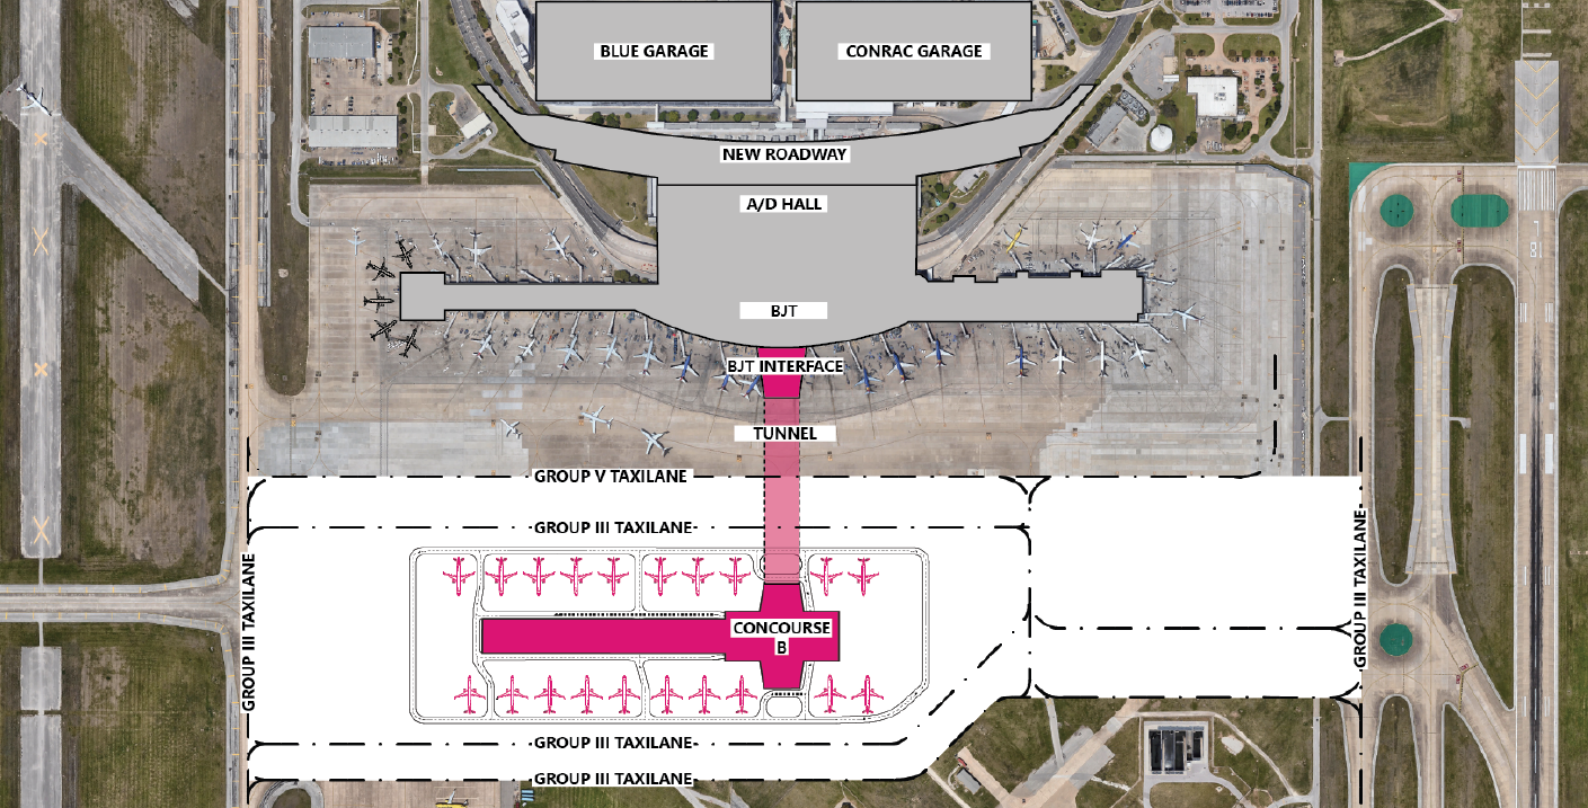 BLUE GARAGE
CONRAC GARAGE
NEW ROADWAY
A/D HALL
BJT
BJT INTERFACE
TUNNEL
GROUP V TAXILANE
GROUP III TAXILANE
GROUP III TAXILANE
GROUP III TAXILANE
CONCOURSE
B
GROUP III TAXILANE
GROUP III TAXILANE